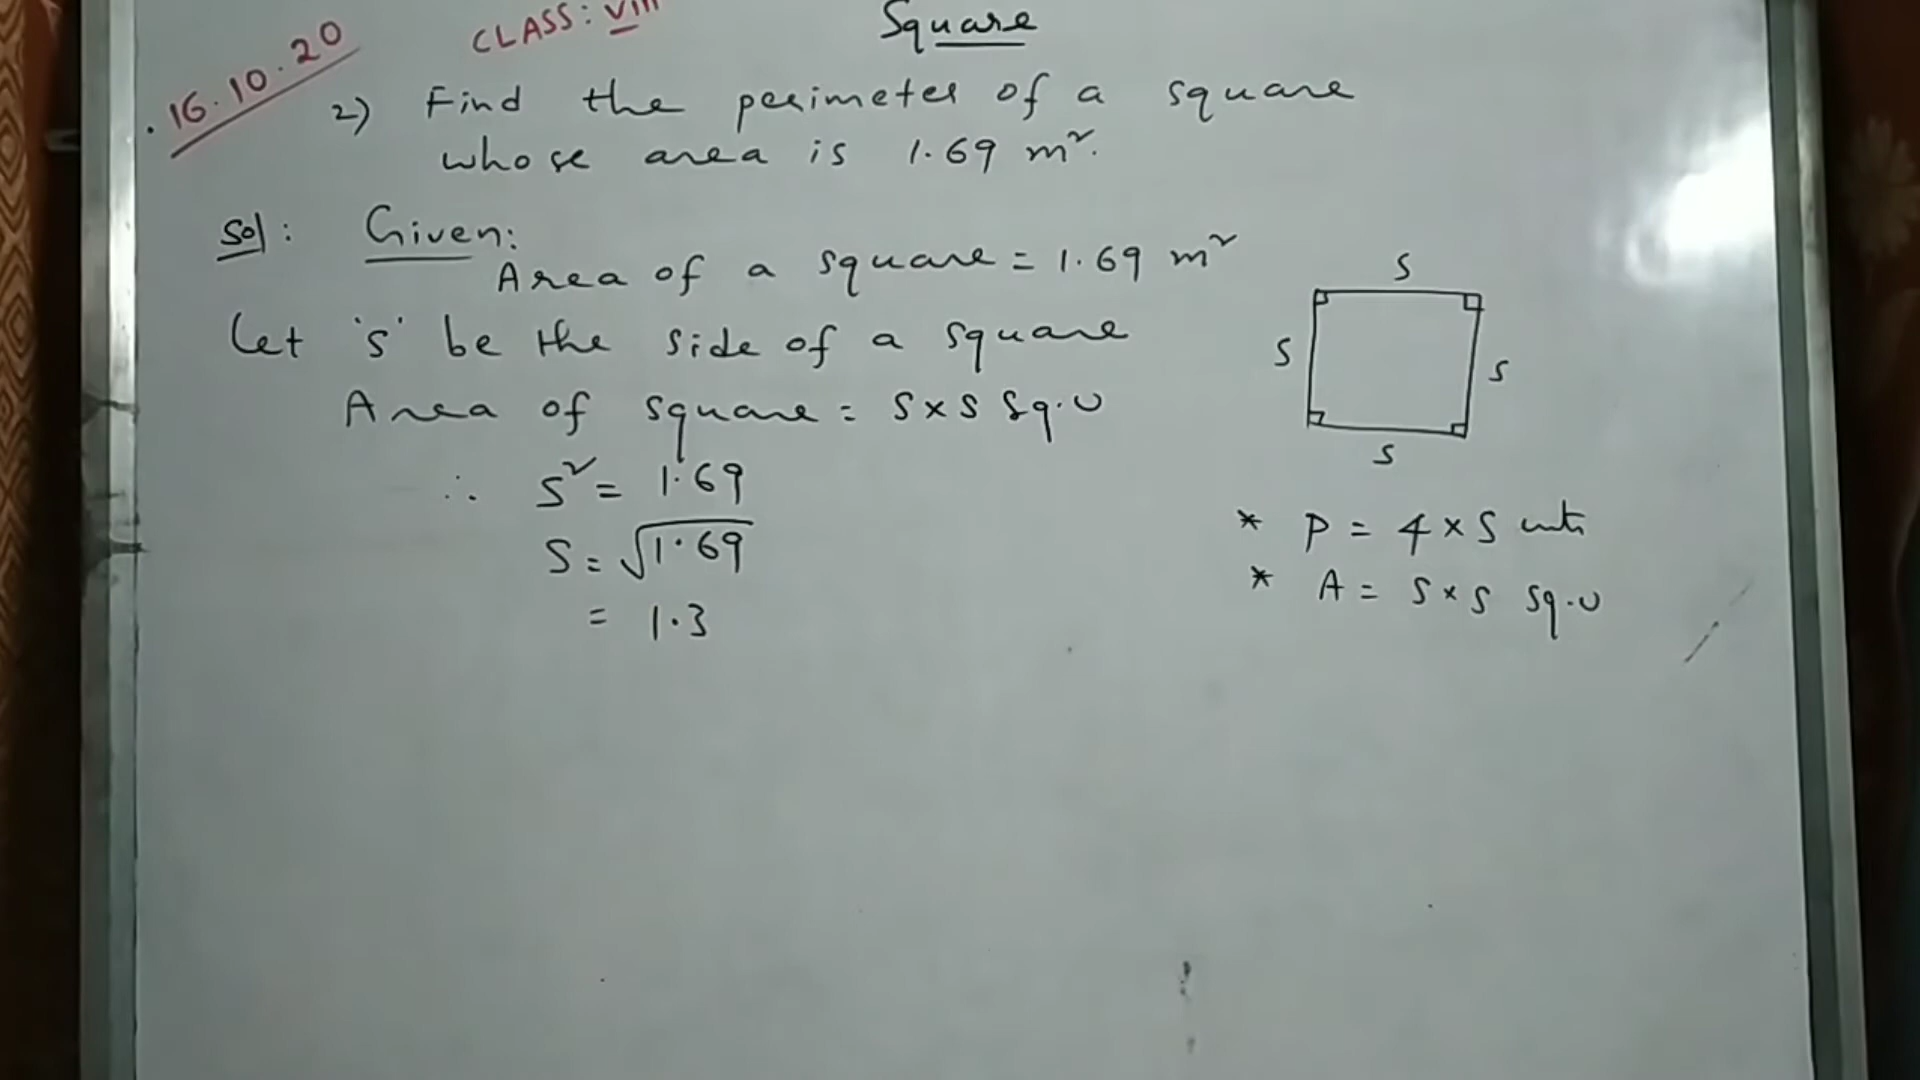 16.10.20
CLASS: VIII
Square
2) Find the perimeter of a square
whose area is 1.69 m².
Sol: Given:
Area of a square = 1.69 m²
Let 's' be the side of a square
Area of square = s×s sq.u
∴ s² = 1.69
s = √1.69
= 1.3
s
s
s
s
* P = 4×s units
* A = s×s sq.u